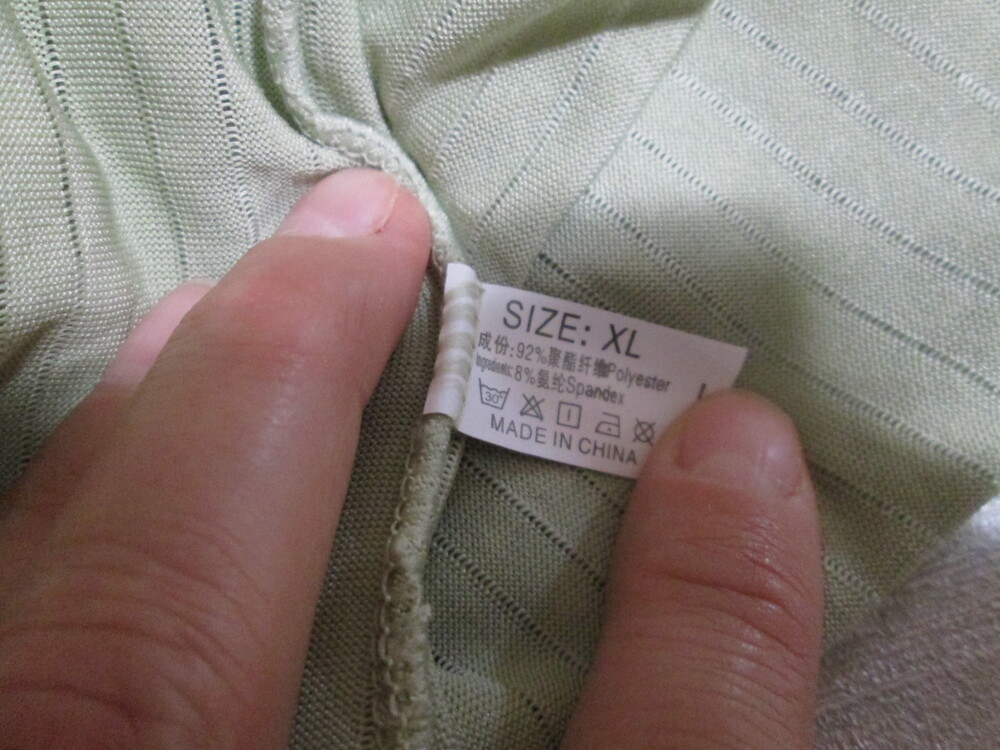 SIZE: XL
成份:92%聚酯纤维Polyester
Ingredients:8%氨纶Spandex
30°
MADE IN CHINA